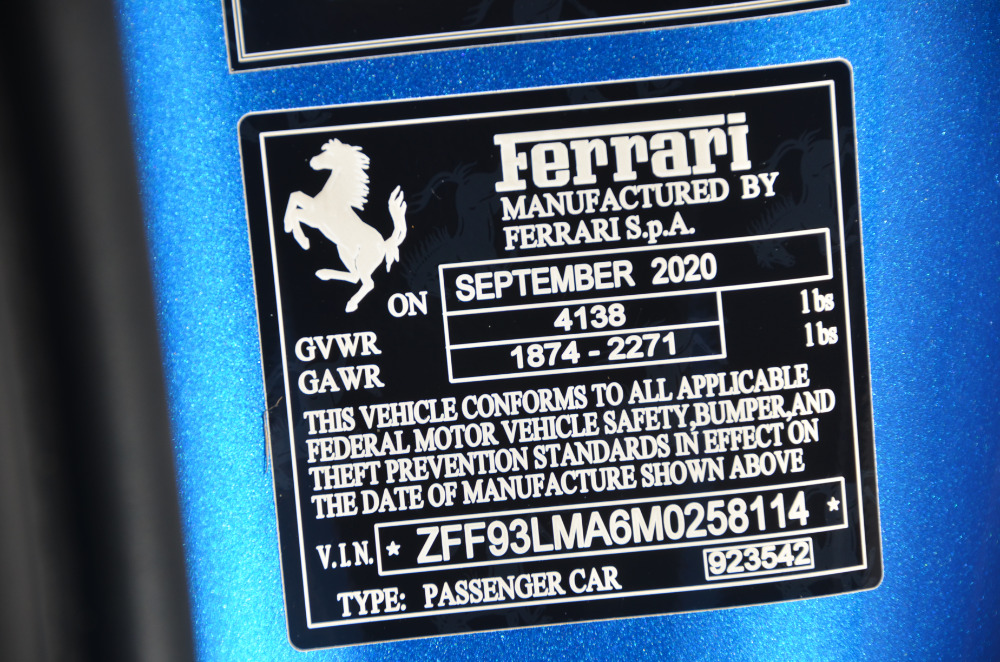 Ferrari
MANUFACTURED BY
FERRARI S.p.A.
ON SEPTEMBER 2020
GVWR 4138 lbs
GAWR 1874 - 2271 lbs
THIS VEHICLE CONFORMS TO ALL APPLICABLE
FEDERAL MOTOR VEHICLE SAFETY,BUMPER,AND
THEFT PREVENTION STANDARDS IN EFFECT ON
THE DATE OF MANUFACTURE SHOWN ABOVE
V.I.N. * ZFF93LMA6M0258114 *
TYPE: PASSENGER CAR 923542